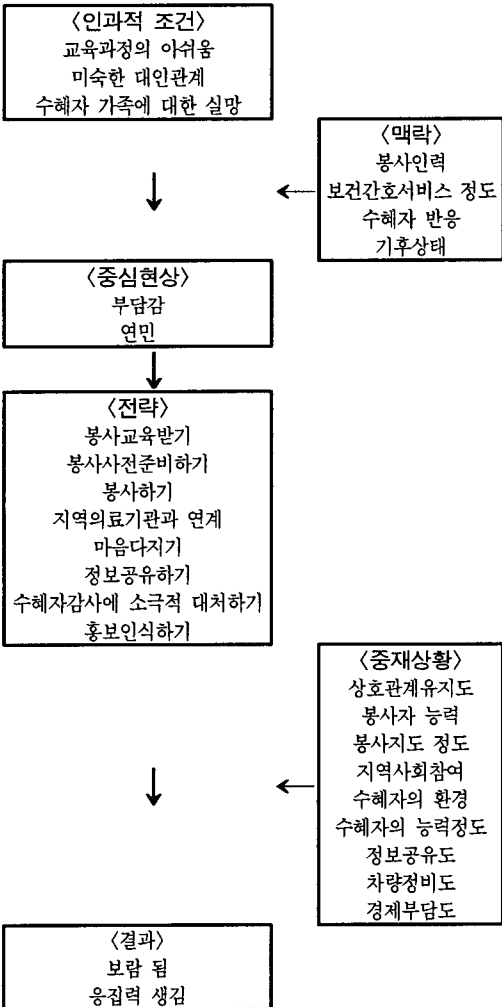 〈인과적 조건〉
교육과정의 아쉬움
미숙한 대인관계
수혜자 가족에 대한 실망
〈맥락〉
봉사인력
보건간호서비스 정도
수혜자 반응
기후상태
〈중심현상〉
부담감
연민
〈전략〉
봉사교육받기
봉사사전준비하기
봉사하기
지역의료기관과 연계
마음다지기
정보공유하기
수혜자감사에 소극적 대처하기
홍보인식하기
〈중재상황〉
상호관계유지도
봉사자 능력
봉사지도 정도
지역사회참여
수혜자의 환경
수혜자의 능력정도
정보공유도
차량정비도
경제부담도
〈결과〉
보람 됨
응집력 생김